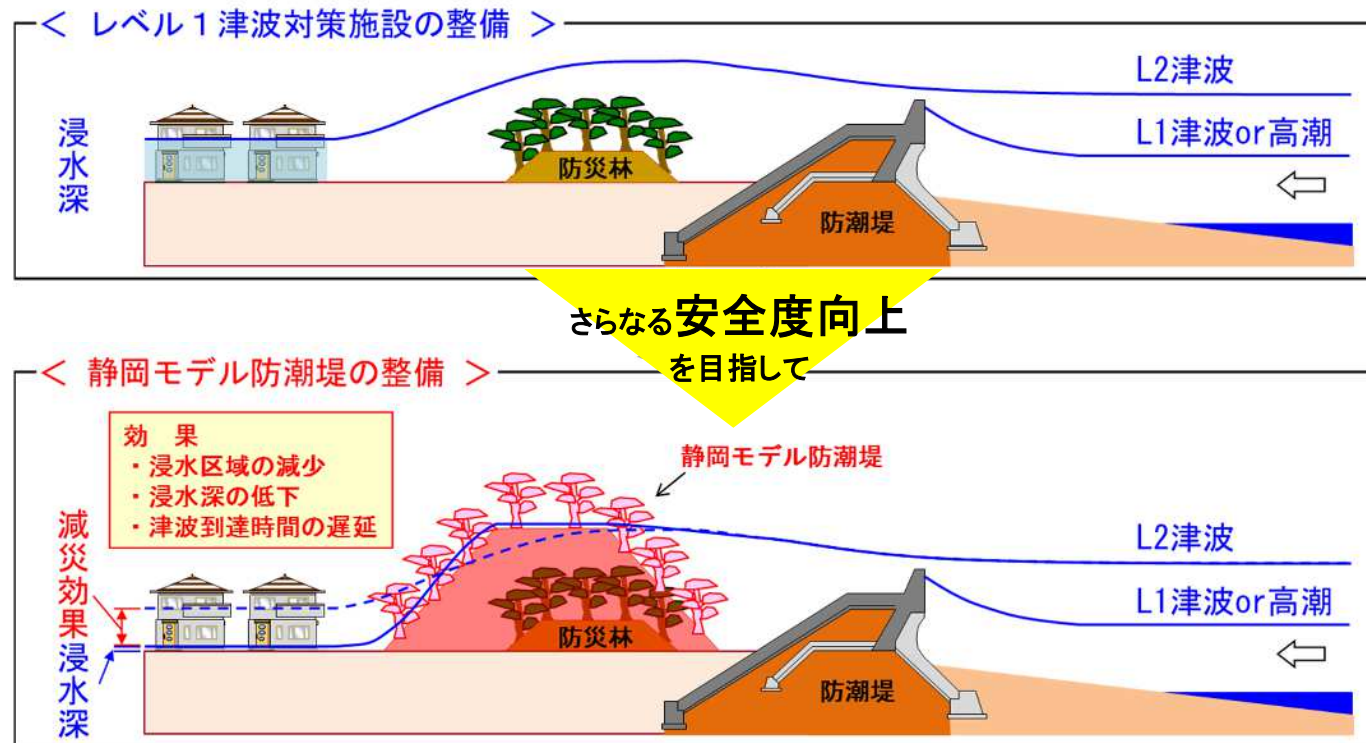 ＜ レベル１津波対策施設の整備 ＞
L2津波
L1津波or高潮
浸水深
防災林
防潮堤
さらなる安全度向上
を目指して
＜ 静岡モデル防潮堤の整備 ＞
効　果
・浸水区域の減少
・浸水深の低下
・津波到達時間の遅延
静岡モデル防潮堤
L2津波
L1津波or高潮
減災効果
浸水深
防災林
防潮堤